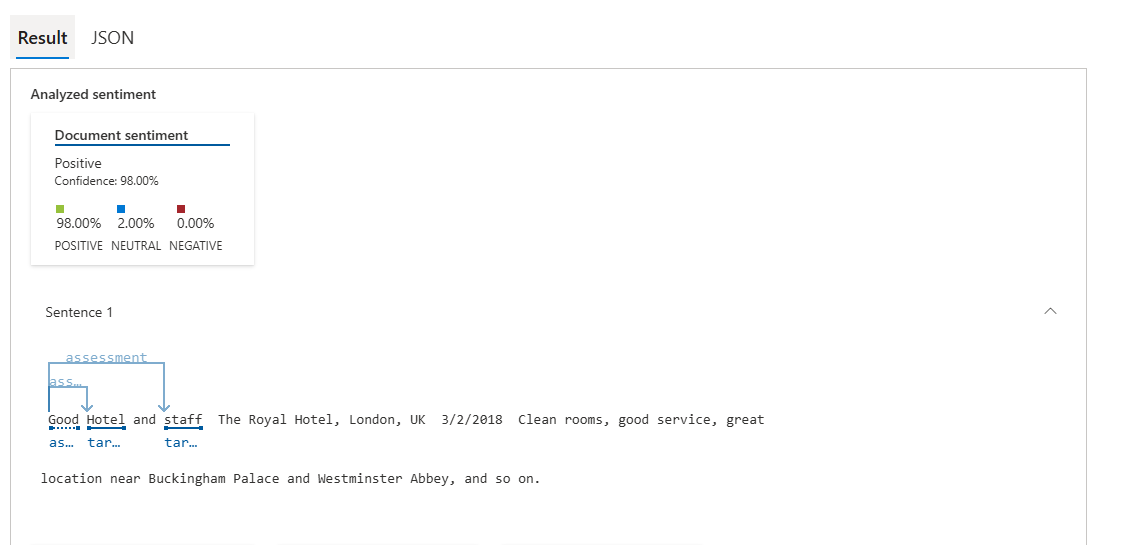 Result JSON
Analyzed sentiment
Document sentiment
Positive
Confidence: 98.00%
98.00% 2.00% 0.00%
POSITIVE NEUTRAL NEGATIVE
Sentence 1
assessment
ass...
Good Hotel and staff The Royal Hotel, London, UK 3/2/2018 Clean rooms, good service, great
as... tar... tar...
location near Buckingham Palace and Westminster Abbey, and so on.